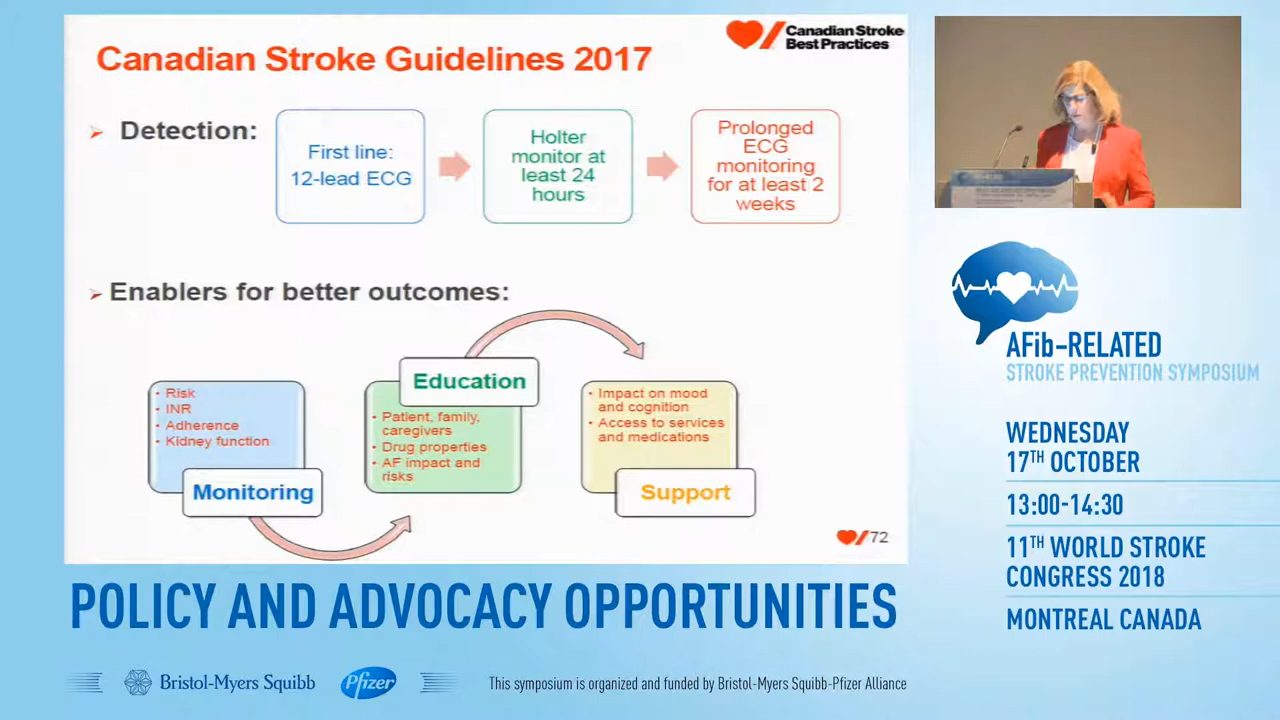 Canadian Stroke Guidelines 2017
Canadian Stroke
Best Practices
➢ Detection:
First line:
12-lead ECG
Holter
monitor at
least 24
hours
Prolonged
ECG
monitoring
for at least 2
weeks
➢ Enablers for better outcomes:
• Risk
• INR
• Adherence
• Kidney function
Monitoring
Education
• Patient, family,
caregivers
• Drug properties
• AF impact and
risks
• Impact on mood
and cognition
• Access to services
and medications
Support
72
AFib-RELATED
STROKE PREVENTION SYMPOSIUM
WEDNESDAY
17TH OCTOBER
13:00-14:30
11TH WORLD STROKE
CONGRESS 2018
MONTREAL CANADA
POLICY AND ADVOCACY OPPORTUNITIES
Bristol-Myers Squibb
Pfizer
This symposium is organized and funded by Bristol-Myers Squibb-Pfizer Alliance